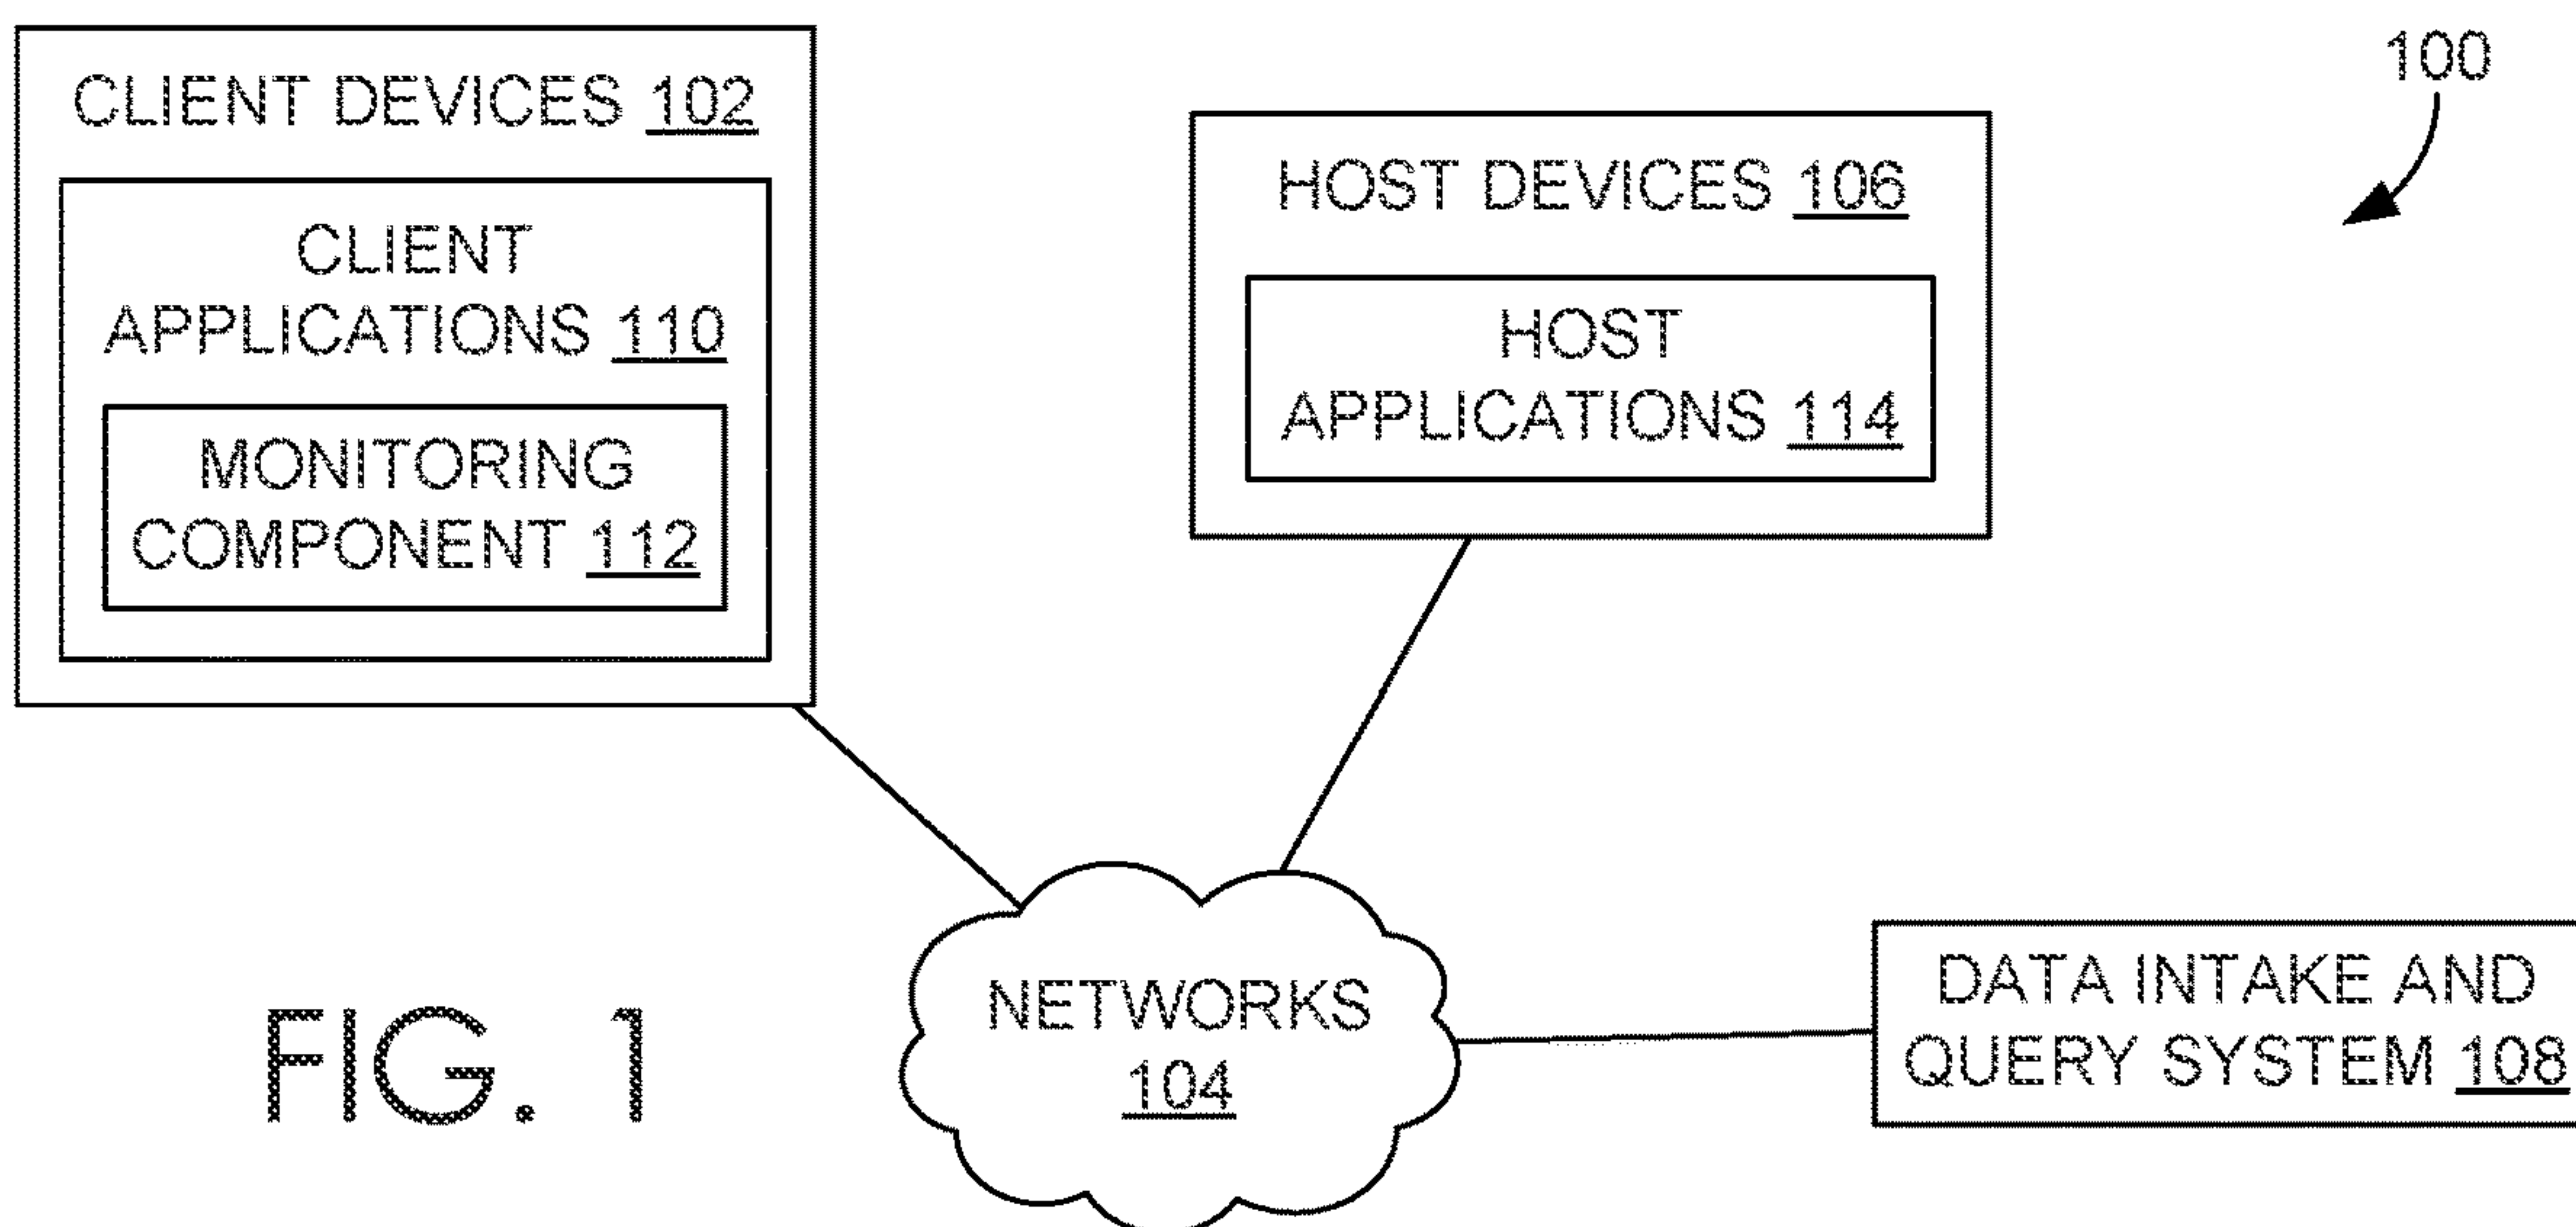 CLIENT DEVICES 102
CLIENT
APPLICATIONS 110
MONITORING
COMPONENT 112
HOST DEVICES 106
HOST
APPLICATIONS 114
100
NETWORKS
104
DATA INTAKE AND
QUERY SYSTEM 108
FIG. 1